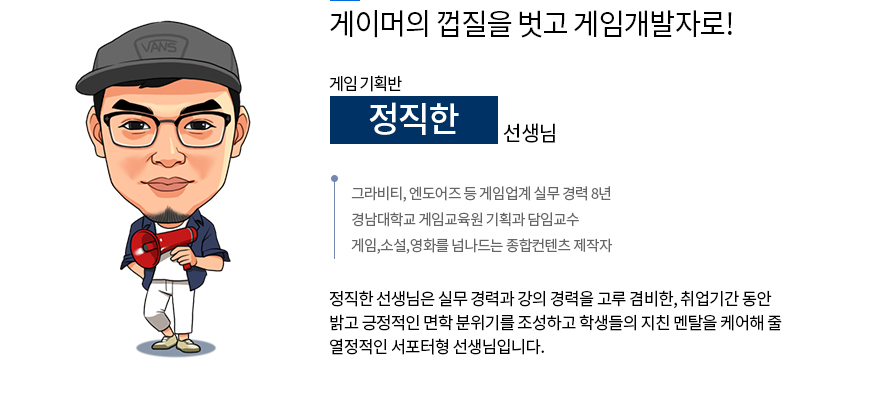 게이머의 껍질을 벗고 게임개발자로!
VANS
게임 기획반
정직한 선생님
그라비티, 엔도어즈 등 게임업계 실무 경력 8년
경남대학교 게임교육원 기획과 담임교수
게임,소설,영화를 넘나드는 종합컨텐츠 제작자
정직한 선생님은 실무 경력과 강의 경력을 고루 겸비한, 취업기간 동안
밝고 긍정적인 면학 분위기를 조성하고 학생들의 지친 멘탈을 케어해 줄
열정적인 서포터형 선생님입니다.